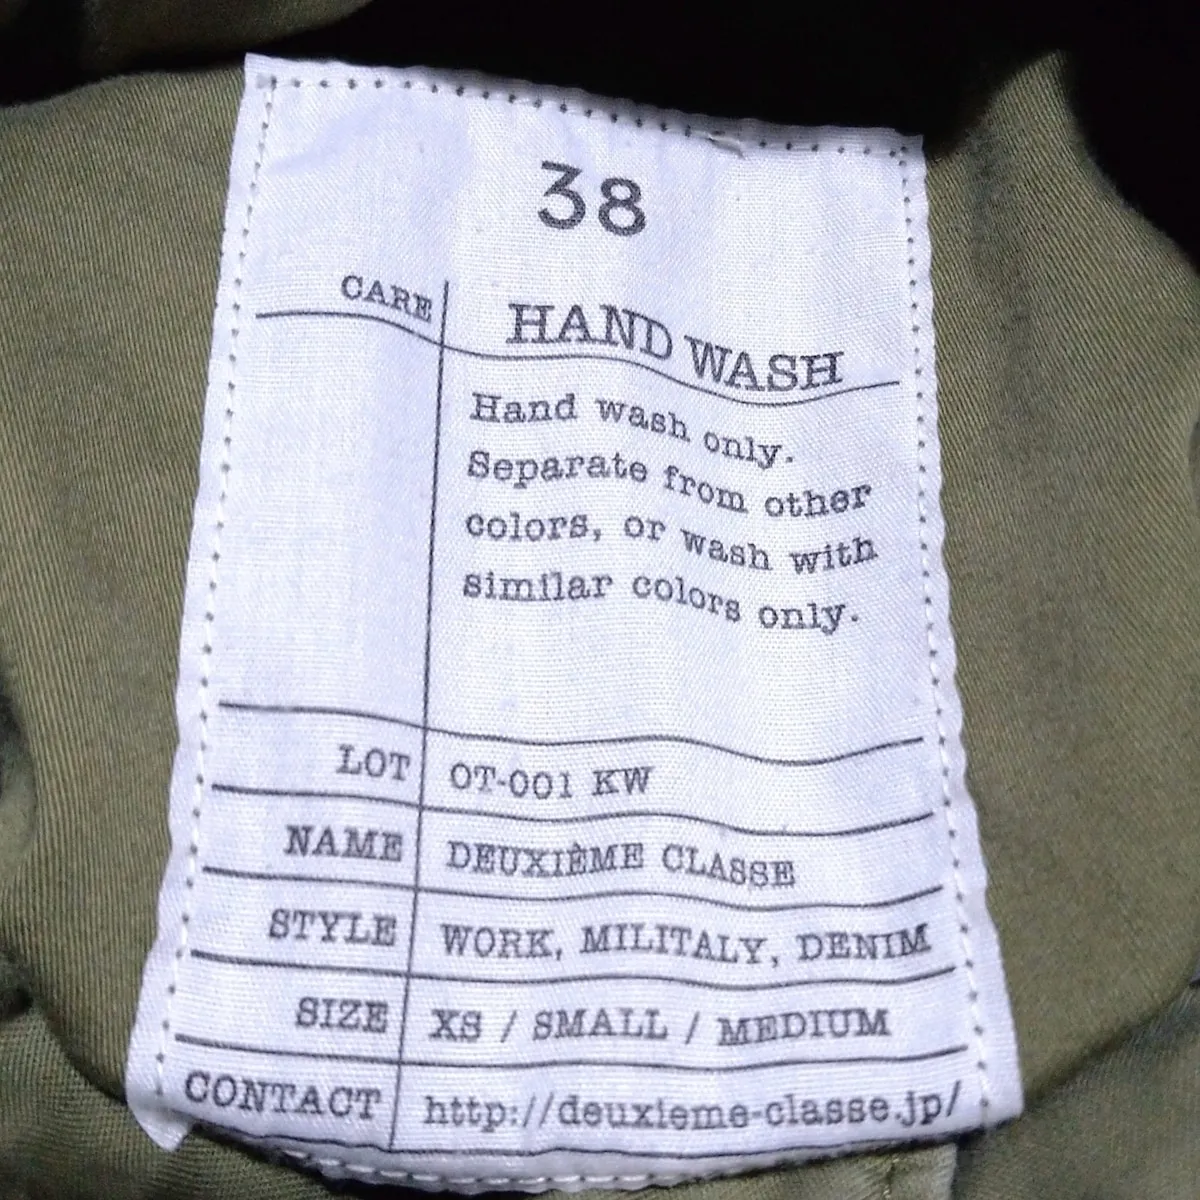 38
CARE HAND WASH
Hand wash only.
Separate from other
colors, or wash with
similar colors only.
LOT OT-001 KW
NAME DEUXIÈME CLASSE
STYLE WORK, MILITALY, DENIM
SIZE XS / SMALL / MEDIUM
CONTACT http://deuxieme-classe.jp/